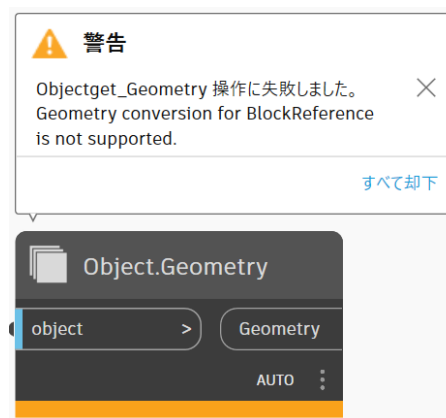 警告
Objectget_Geometry 操作に失敗しました。
Geometry conversion for BlockReference
is not supported.
すべて却下
Object.Geometry
object
>
Geometry
AUTO